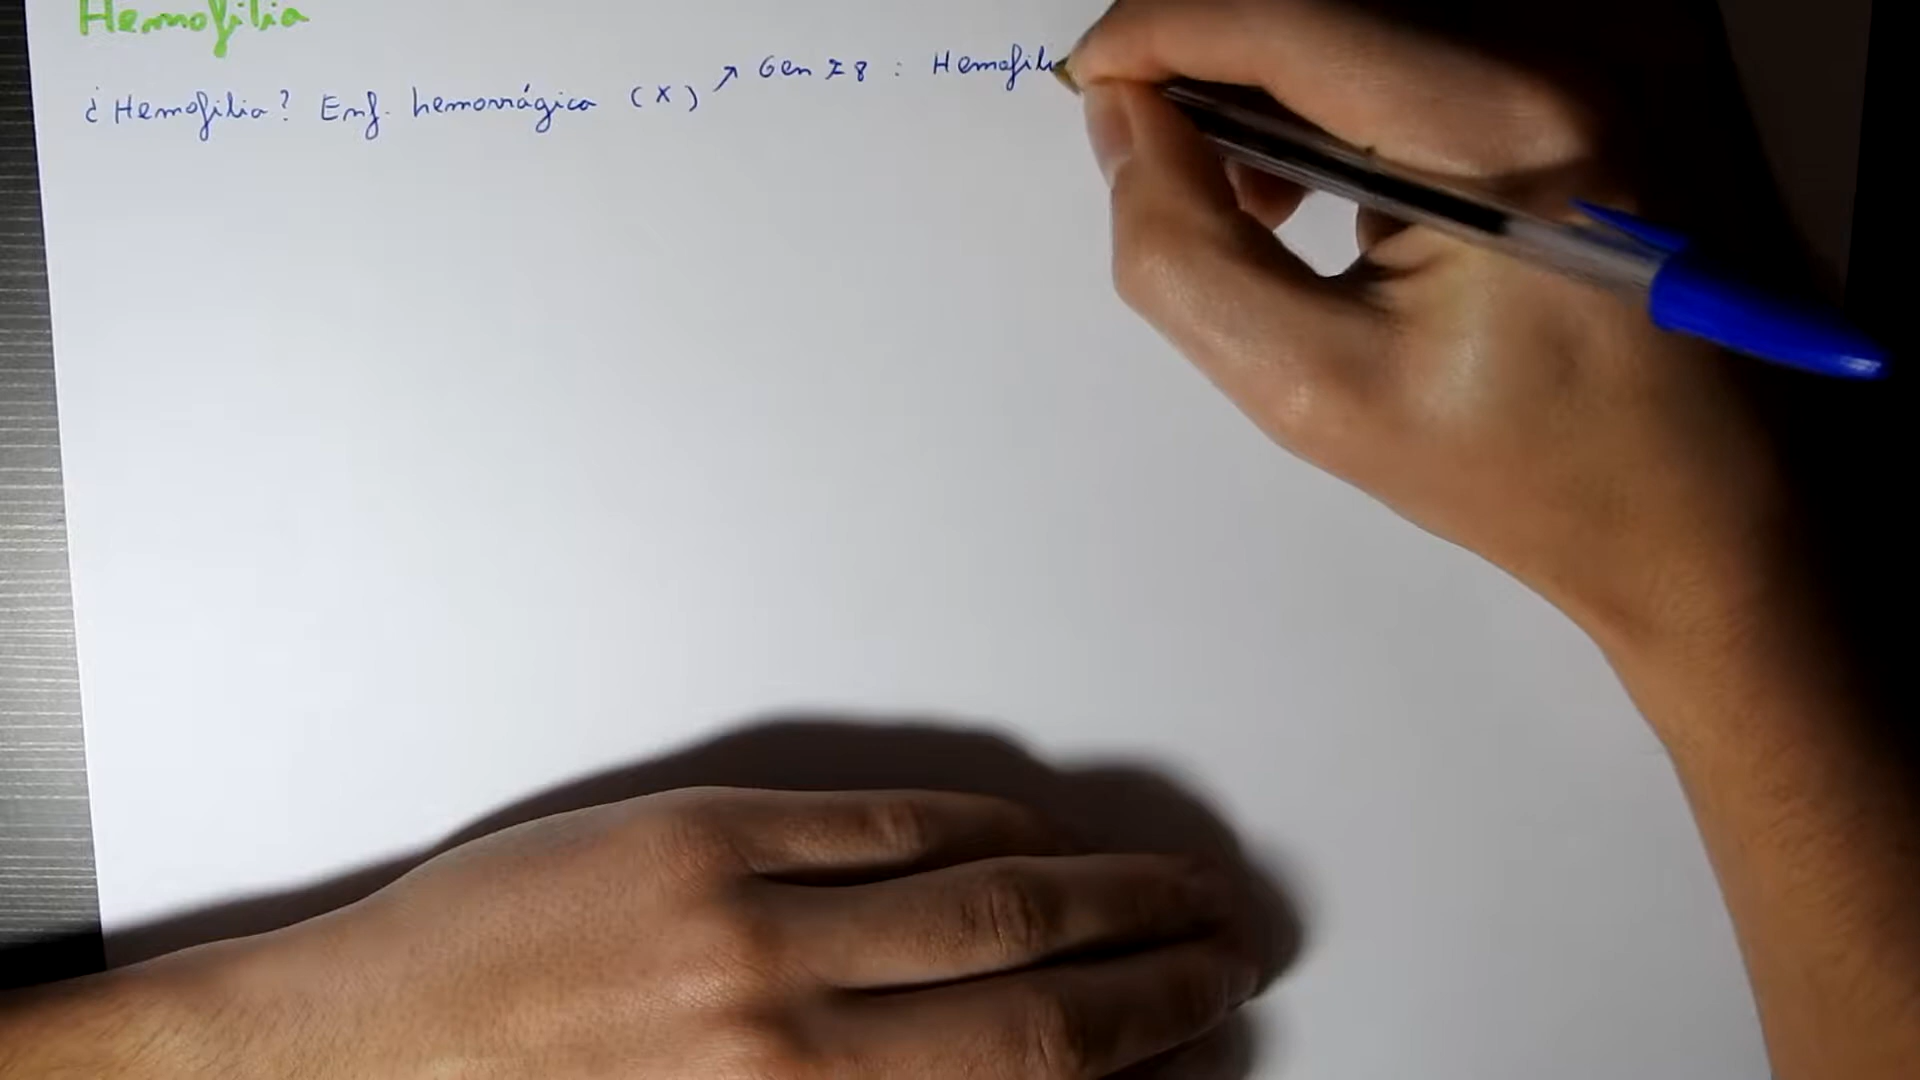 Hemofilia
¿Hemofilia? Enf. hemorrágica (X) ↗ Gen F8 : Hemofili